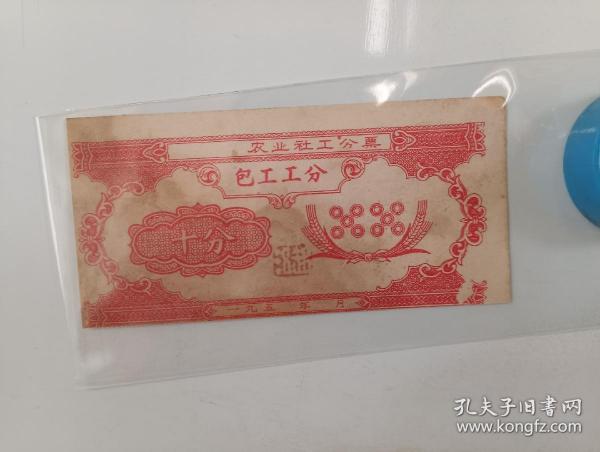 农业社工分票
包工工分
十分
一九五 年 月
孔夫子旧書网
www.kongfz.com